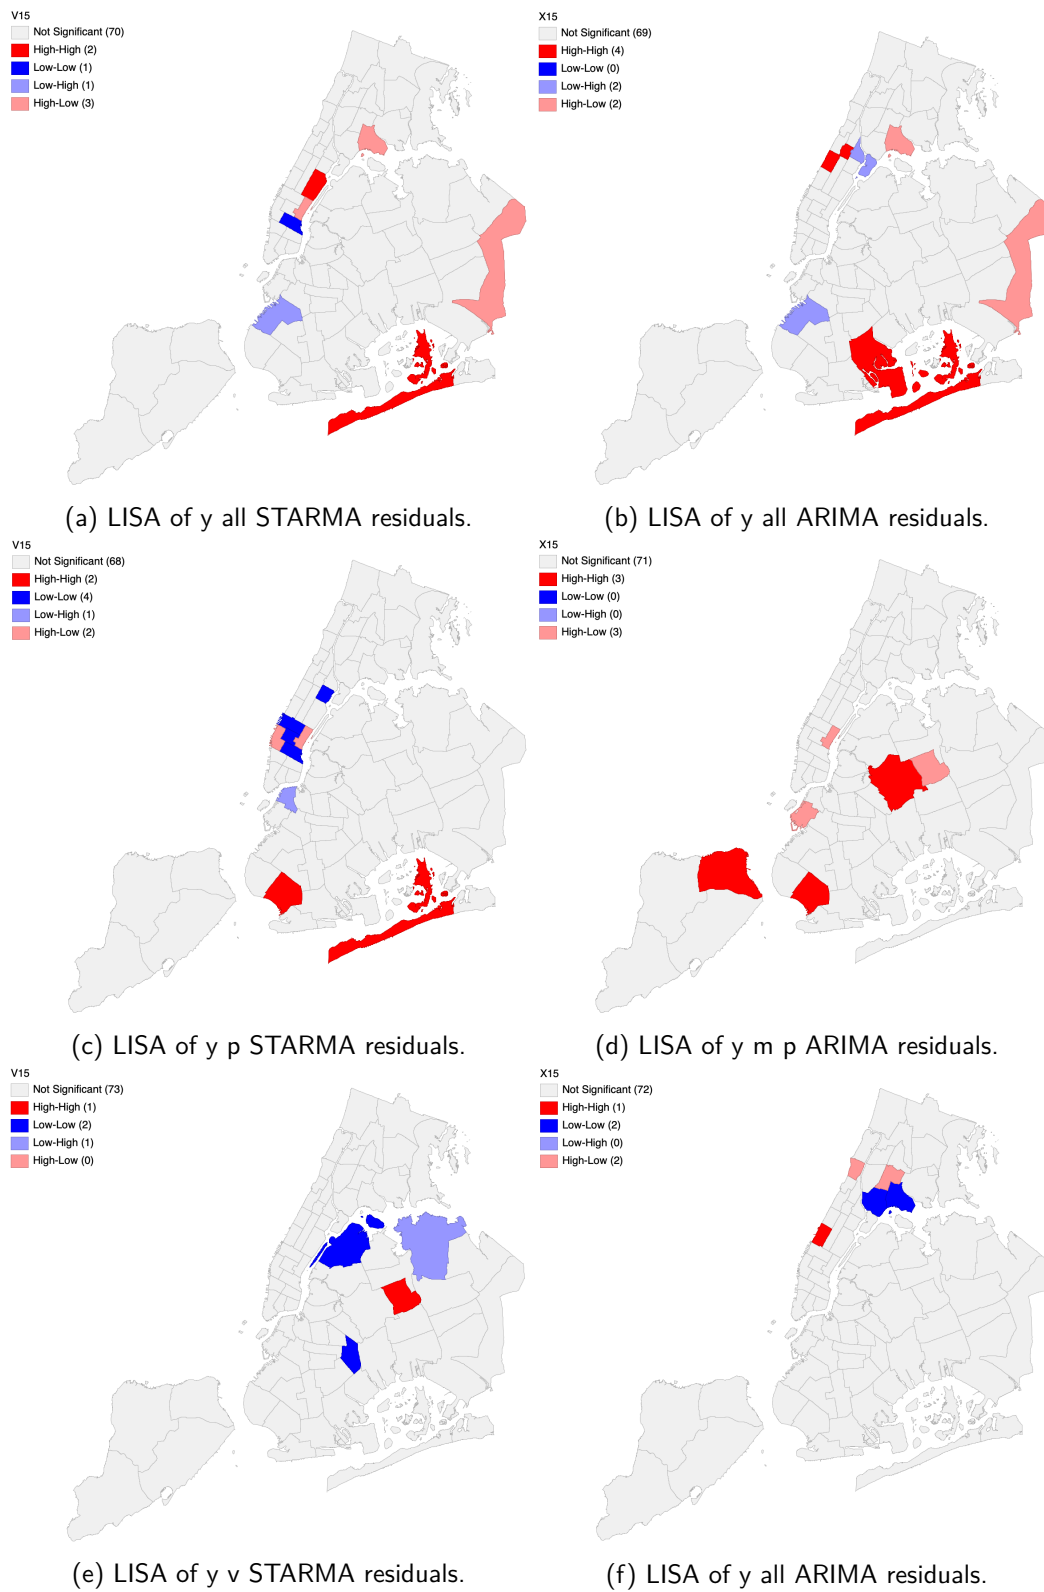 V15
Not Significant (70)
High-High (2)
Low-Low (1)
Low-High (1)
High-Low (3)
X15
Not Significant (69)
High-High (4)
Low-Low (0)
Low-High (2)
High-Low (2)
(a) LISA of y all STARMA residuals.
(b) LISA of y all ARIMA residuals.
V15
Not Significant (68)
High-High (2)
Low-Low (4)
Low-High (1)
High-Low (2)
X15
Not Significant (71)
High-High (3)
Low-Low (0)
Low-High (0)
High-Low (3)
(c) LISA of y p STARMA residuals.
(d) LISA of y m p ARIMA residuals.
V15
Not Significant (73)
High-High (1)
Low-Low (2)
Low-High (1)
High-Low (0)
X15
Not Significant (72)
High-High (1)
Low-Low (2)
Low-High (0)
High-Low (2)
(e) LISA of y v STARMA residuals.
(f) LISA of y all ARIMA residuals.